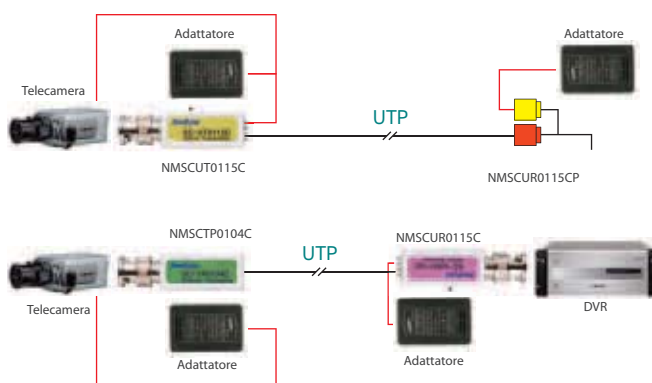 Adattatore
Adattatore
Telecamera
UTP
NMSCUT0115C
NMSCUR0115CP
NMSCTP0104C
UTP
NMSCUR0115C
Telecamera
DVR
Adattatore
Adattatore